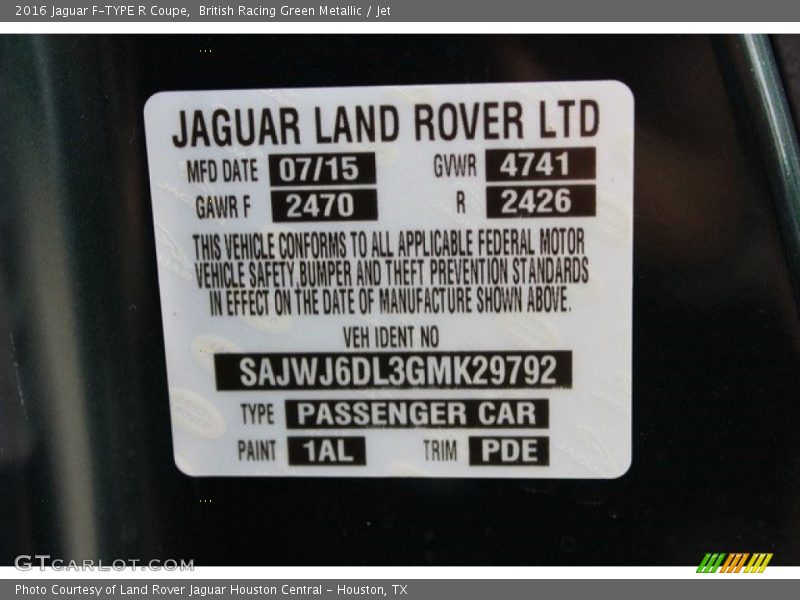 2016 Jaguar F-TYPE R Coupe,  British Racing Green Metallic / Jet
JAGUAR LAND ROVER LTD
MFD DATE 07/15 GVWR 4741
GAWR F 2470 R 2426
THIS VEHICLE CONFORMS TO ALL APPLICABLE FEDERAL MOTOR
VEHICLE SAFETY,BUMPER AND THEFT PREVENTION STANDARDS
IN EFFECT ON THE DATE OF MANUFACTURE SHOWN ABOVE.
VEH IDENT NO
SAJWJ6DL3GMK29792
TYPE PASSENGER CAR
PAINT 1AL TRIM PDE
GTCARLOT.COM
Photo Courtesy of Land Rover Jaguar Houston Central - Houston, TX